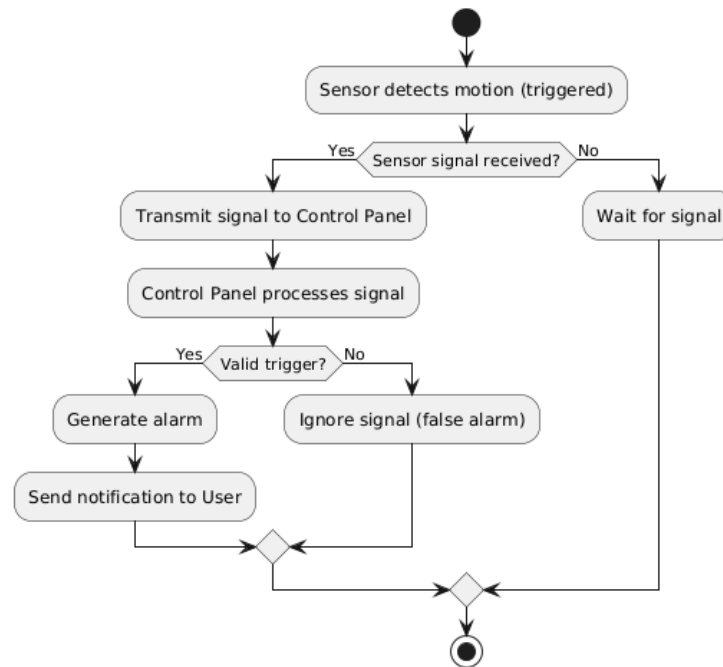 Sensor detects motion (triggered)
Yes
Sensor signal received?
No
Transmit signal to Control Panel
Wait for signal
Control Panel processes signal
Yes
Valid trigger?
No
Generate alarm
Ignore signal (false alarm)
Send notification to User